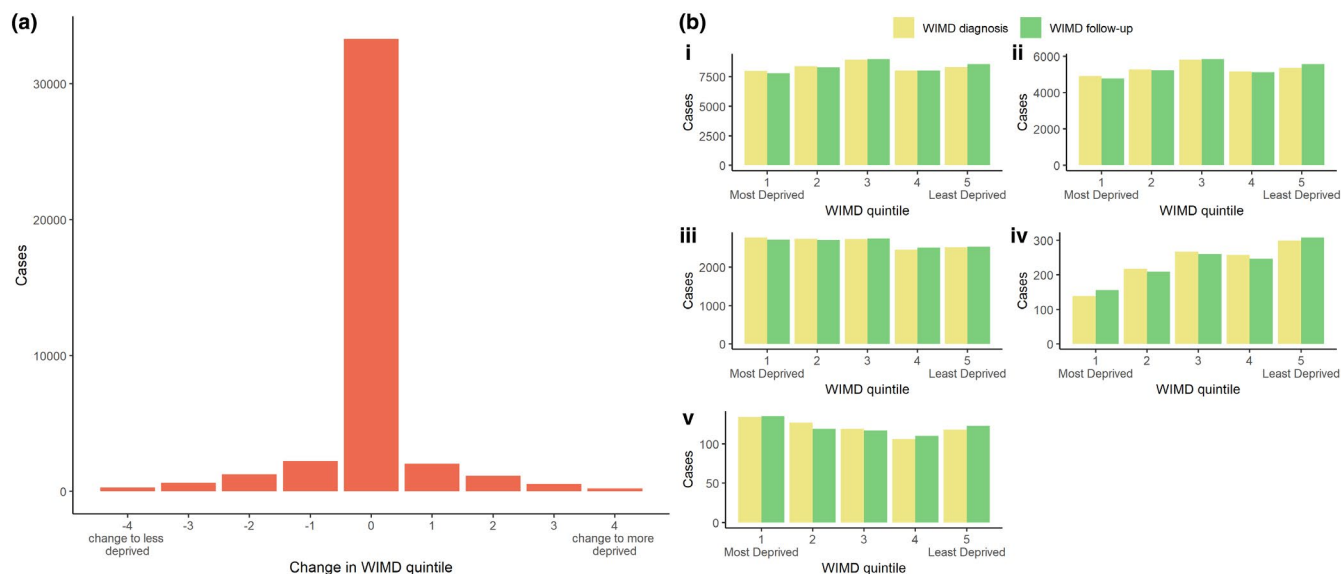 (a)
30000
20000
10000
0
Cases
-4 -3 -2 -1 0 1 2 3 4
change to less deprived
change to more deprived
Change in WIMD quintile
(b)
WIMD diagnosis WIMD follow-up
i
7500
5000
2500
0
Cases
1 2 3 4 5
Most Deprived Least Deprived
WIMD quintile
ii
6000
4000
2000
0
Cases
1 2 3 4 5
Most Deprived Least Deprived
WIMD quintile
iii
2000
1000
0
Cases
1 2 3 4 5
Most Deprived Least Deprived
WIMD quintile
iv
300
200
100
0
Cases
1 2 3 4 5
Most Deprived Least Deprived
WIMD quintile
v
100
50
0
Cases
1 2 3 4 5
Most Deprived Least Deprived
WIMD quintile